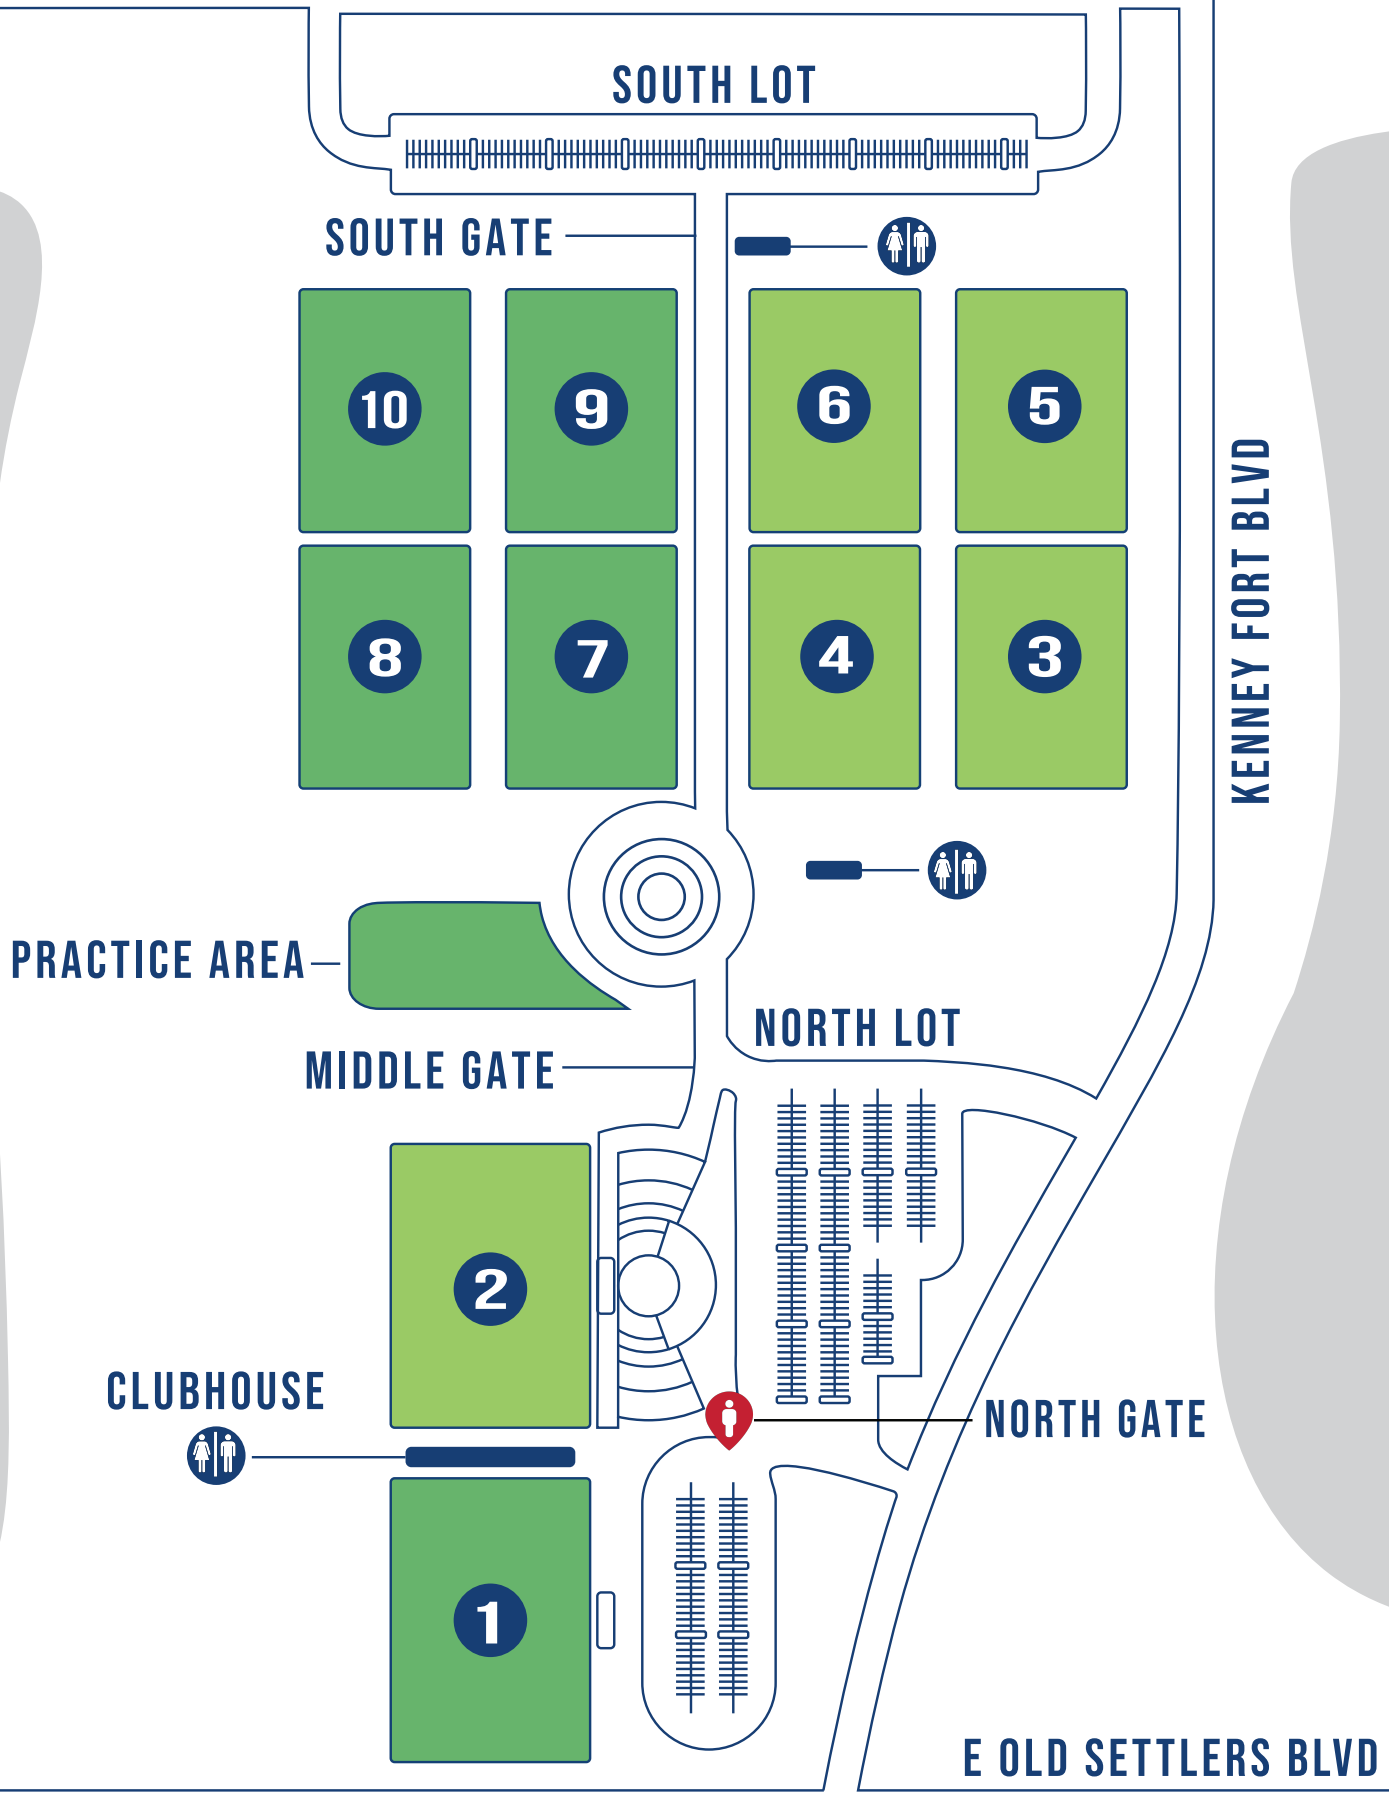 SOUTH LOT
SOUTH GATE
10
9
6
5
KENNEY FORT BLVD
8
7
4
3
PRACTICE AREA
NORTH LOT
MIDDLE GATE
2
CLUBHOUSE
NORTH GATE
1
E OLD SETTLERS BLVD